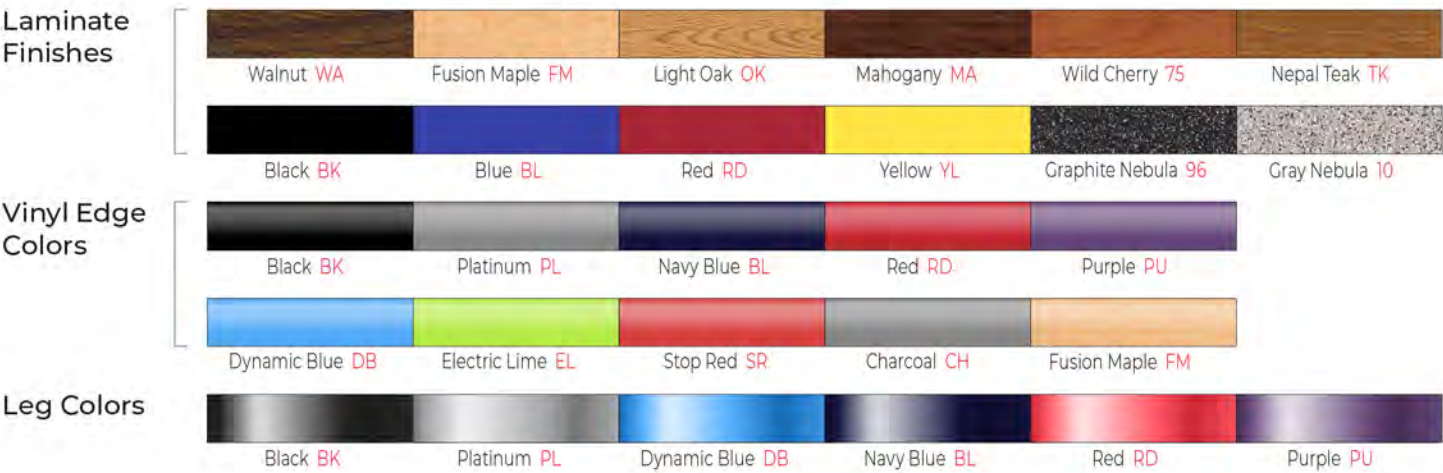 Laminate
Finishes
Walnut WA Fusion Maple FM Light Oak OK Mahogany MA Wild Cherry 75 Nepal Teak TK
Black BK Blue BL Red RD Yellow YL Graphite Nebula 96 Gray Nebula 10
Vinyl Edge
Colors
Black BK Platinum PL Navy Blue BL Red RD Purple PU
Dynamic Blue DB Electric Lime EL Stop Red SR Charcoal CH Fusion Maple FM
Leg Colors
Black BK Platinum PL Dynamic Blue DB Navy Blue BL Red RD Purple PU